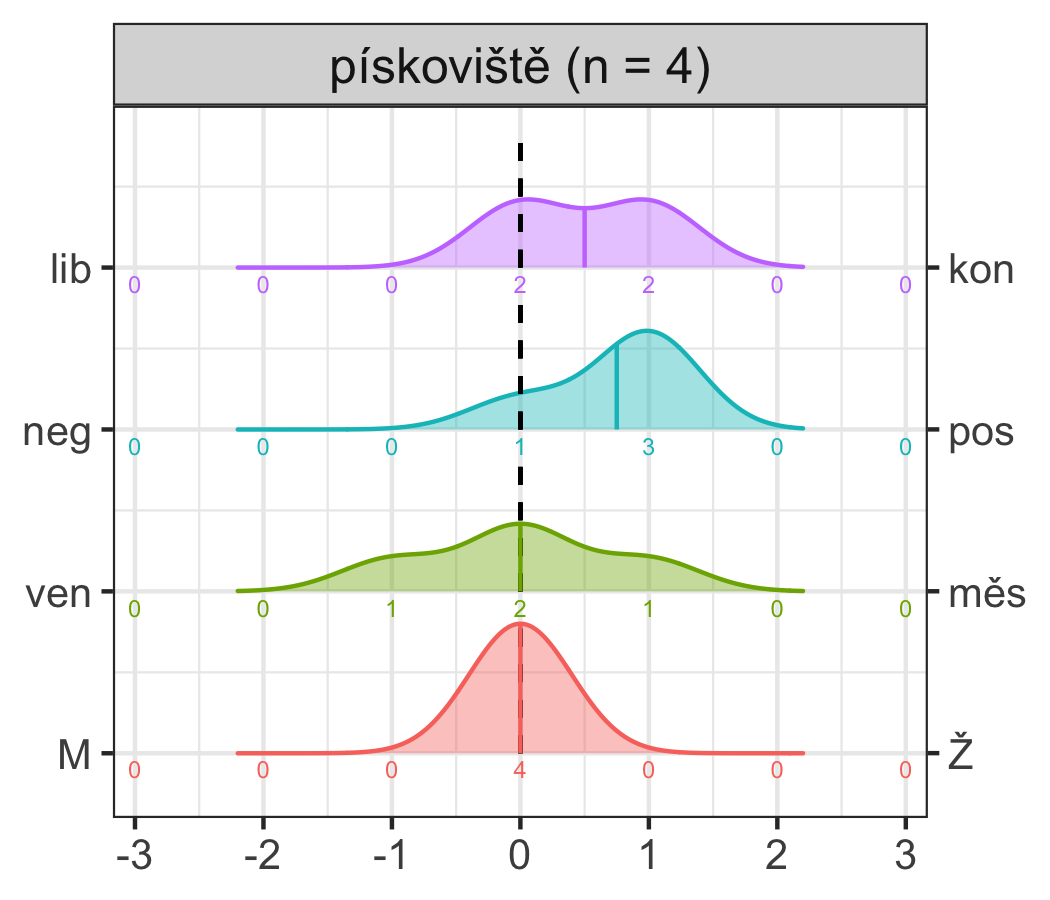 pískoviště (n = 4)
lib kon
0 0 0 2 2 0 0
neg pos
0 0 0 1 3 0 0
ven měs
0 0 1 2 1 0 0
M Ž
0 0 0 4 0 0 0
-3 -2 -1 0 1 2 3